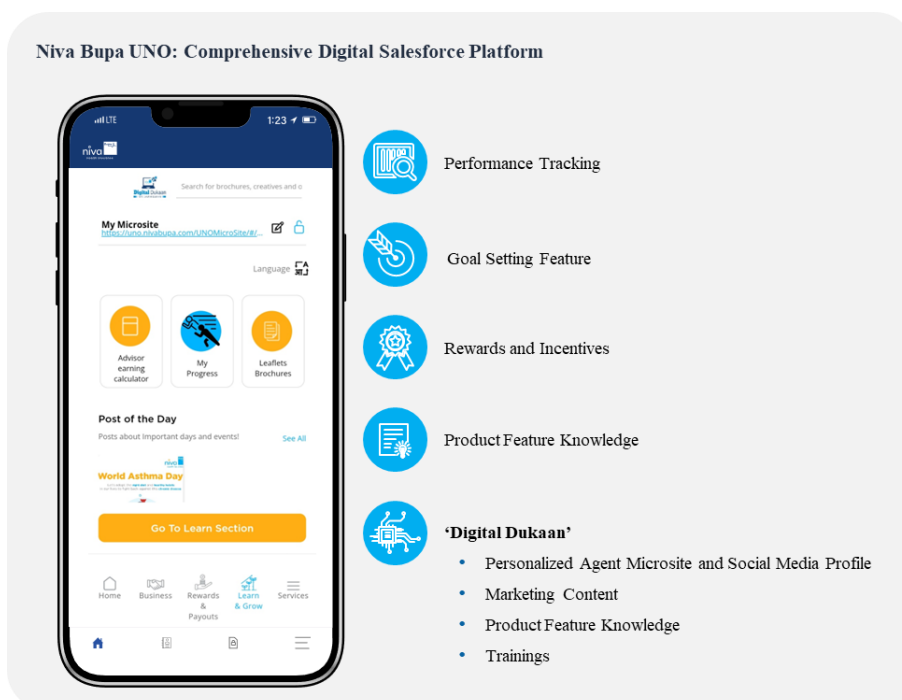 Niva Bupa UNO: Comprehensive Digital Salesforce Platform
LTE
1:23
niva
Digital Dukaan
Search for brochures, creatives and o
My Microsite
https://uno.nivabupa.com/UNOMicroSite/#/...
Language
Advisor
earning
calculator
My
Progress
Leaflets
Brochures
Post of the Day
Posts about important days and events!
See All
niva
World Asthma Day
Go To Learn Section
Home
Business
Rewards
&
Payouts
Learn
& Grow
Services
Performance Tracking
Goal Setting Feature
Rewards and Incentives
Product Feature Knowledge
‘Digital Dukaan’
• Personalized Agent Microsite and Social Media Profile
• Marketing Content
• Product Feature Knowledge
• Trainings